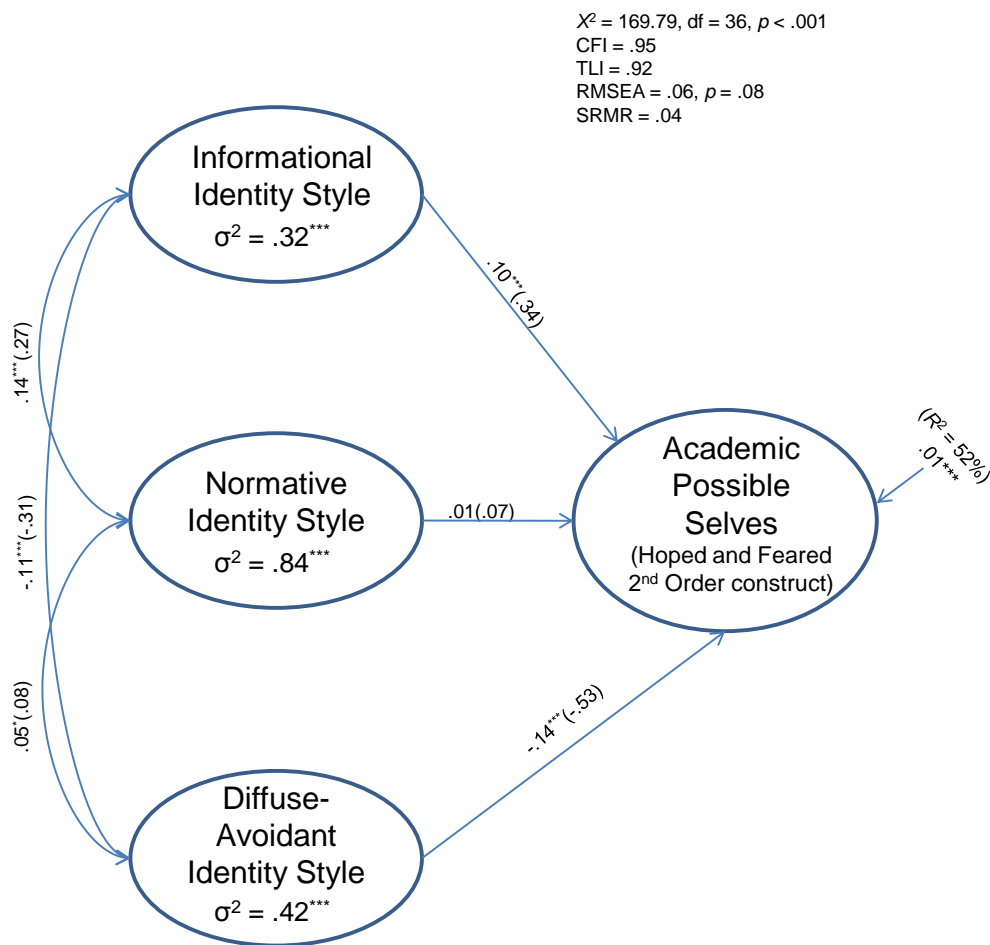 X² = 169.79, df = 36, p < .001
CFI = .95
TLI = .92
RMSEA = .06, p = .08
SRMR = .04
Informational
Identity Style
σ² = .32***
.10***(.34)
.14***(.27)
-.11***(-.31)
.05*(.08)
Normative
Identity Style
σ² = .84***
.01(.07)
Academic
Possible
Selves
(Hoped and Feared
2nd Order construct)
(R² = 52%)
.01***
-.14***(-.53)
Diffuse-
Avoidant
Identity Style
σ² = .42***